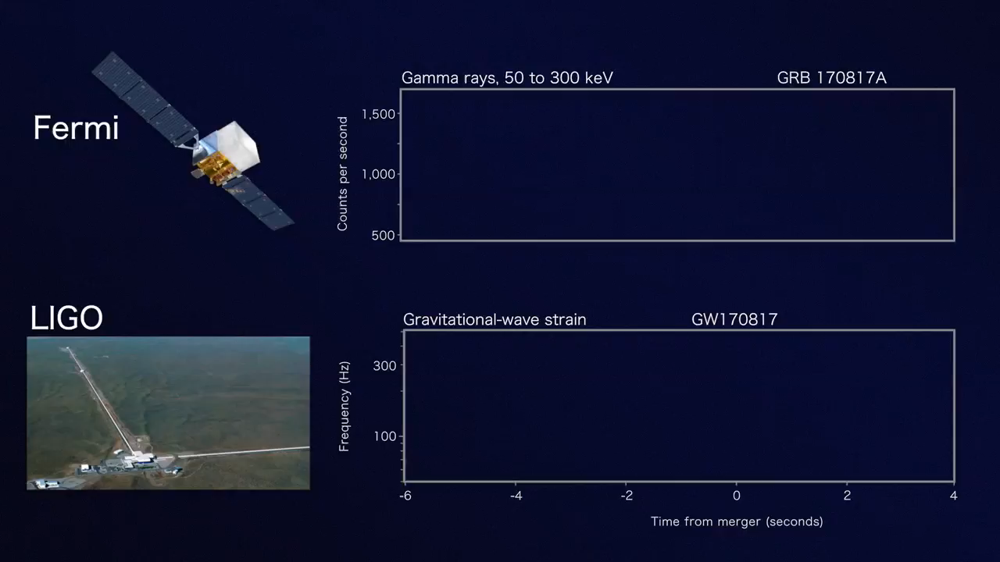 Fermi
Gamma rays, 50 to 300 keV
GRB 170817A
Counts per second
1,500
1,000
500
LIGO
Gravitational-wave strain
GW170817
Frequency (Hz)
300
100
-6 -4 -2 0 2 4
Time from merger (seconds)